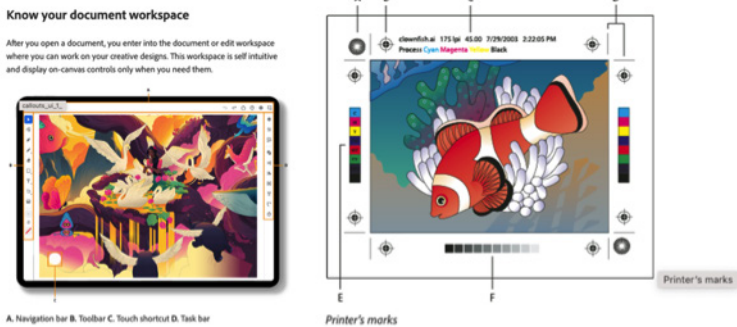 Know your document workspace
After you open a document, you enter into the document or edit workspace
where you can work on your creative designs. This workspace is self intuitive
and display on-canvas controls only when you need them.
callouts_ui_1_
A. Navigation bar B. Toolbar C. Touch shortcut D. Task bar
clownfish.ai 175 lpi 45.00 7/29/2003 2:22:05 PM
Process Cyan Magenta Yellow Black
E
F
Printer's marks
Printer's marks